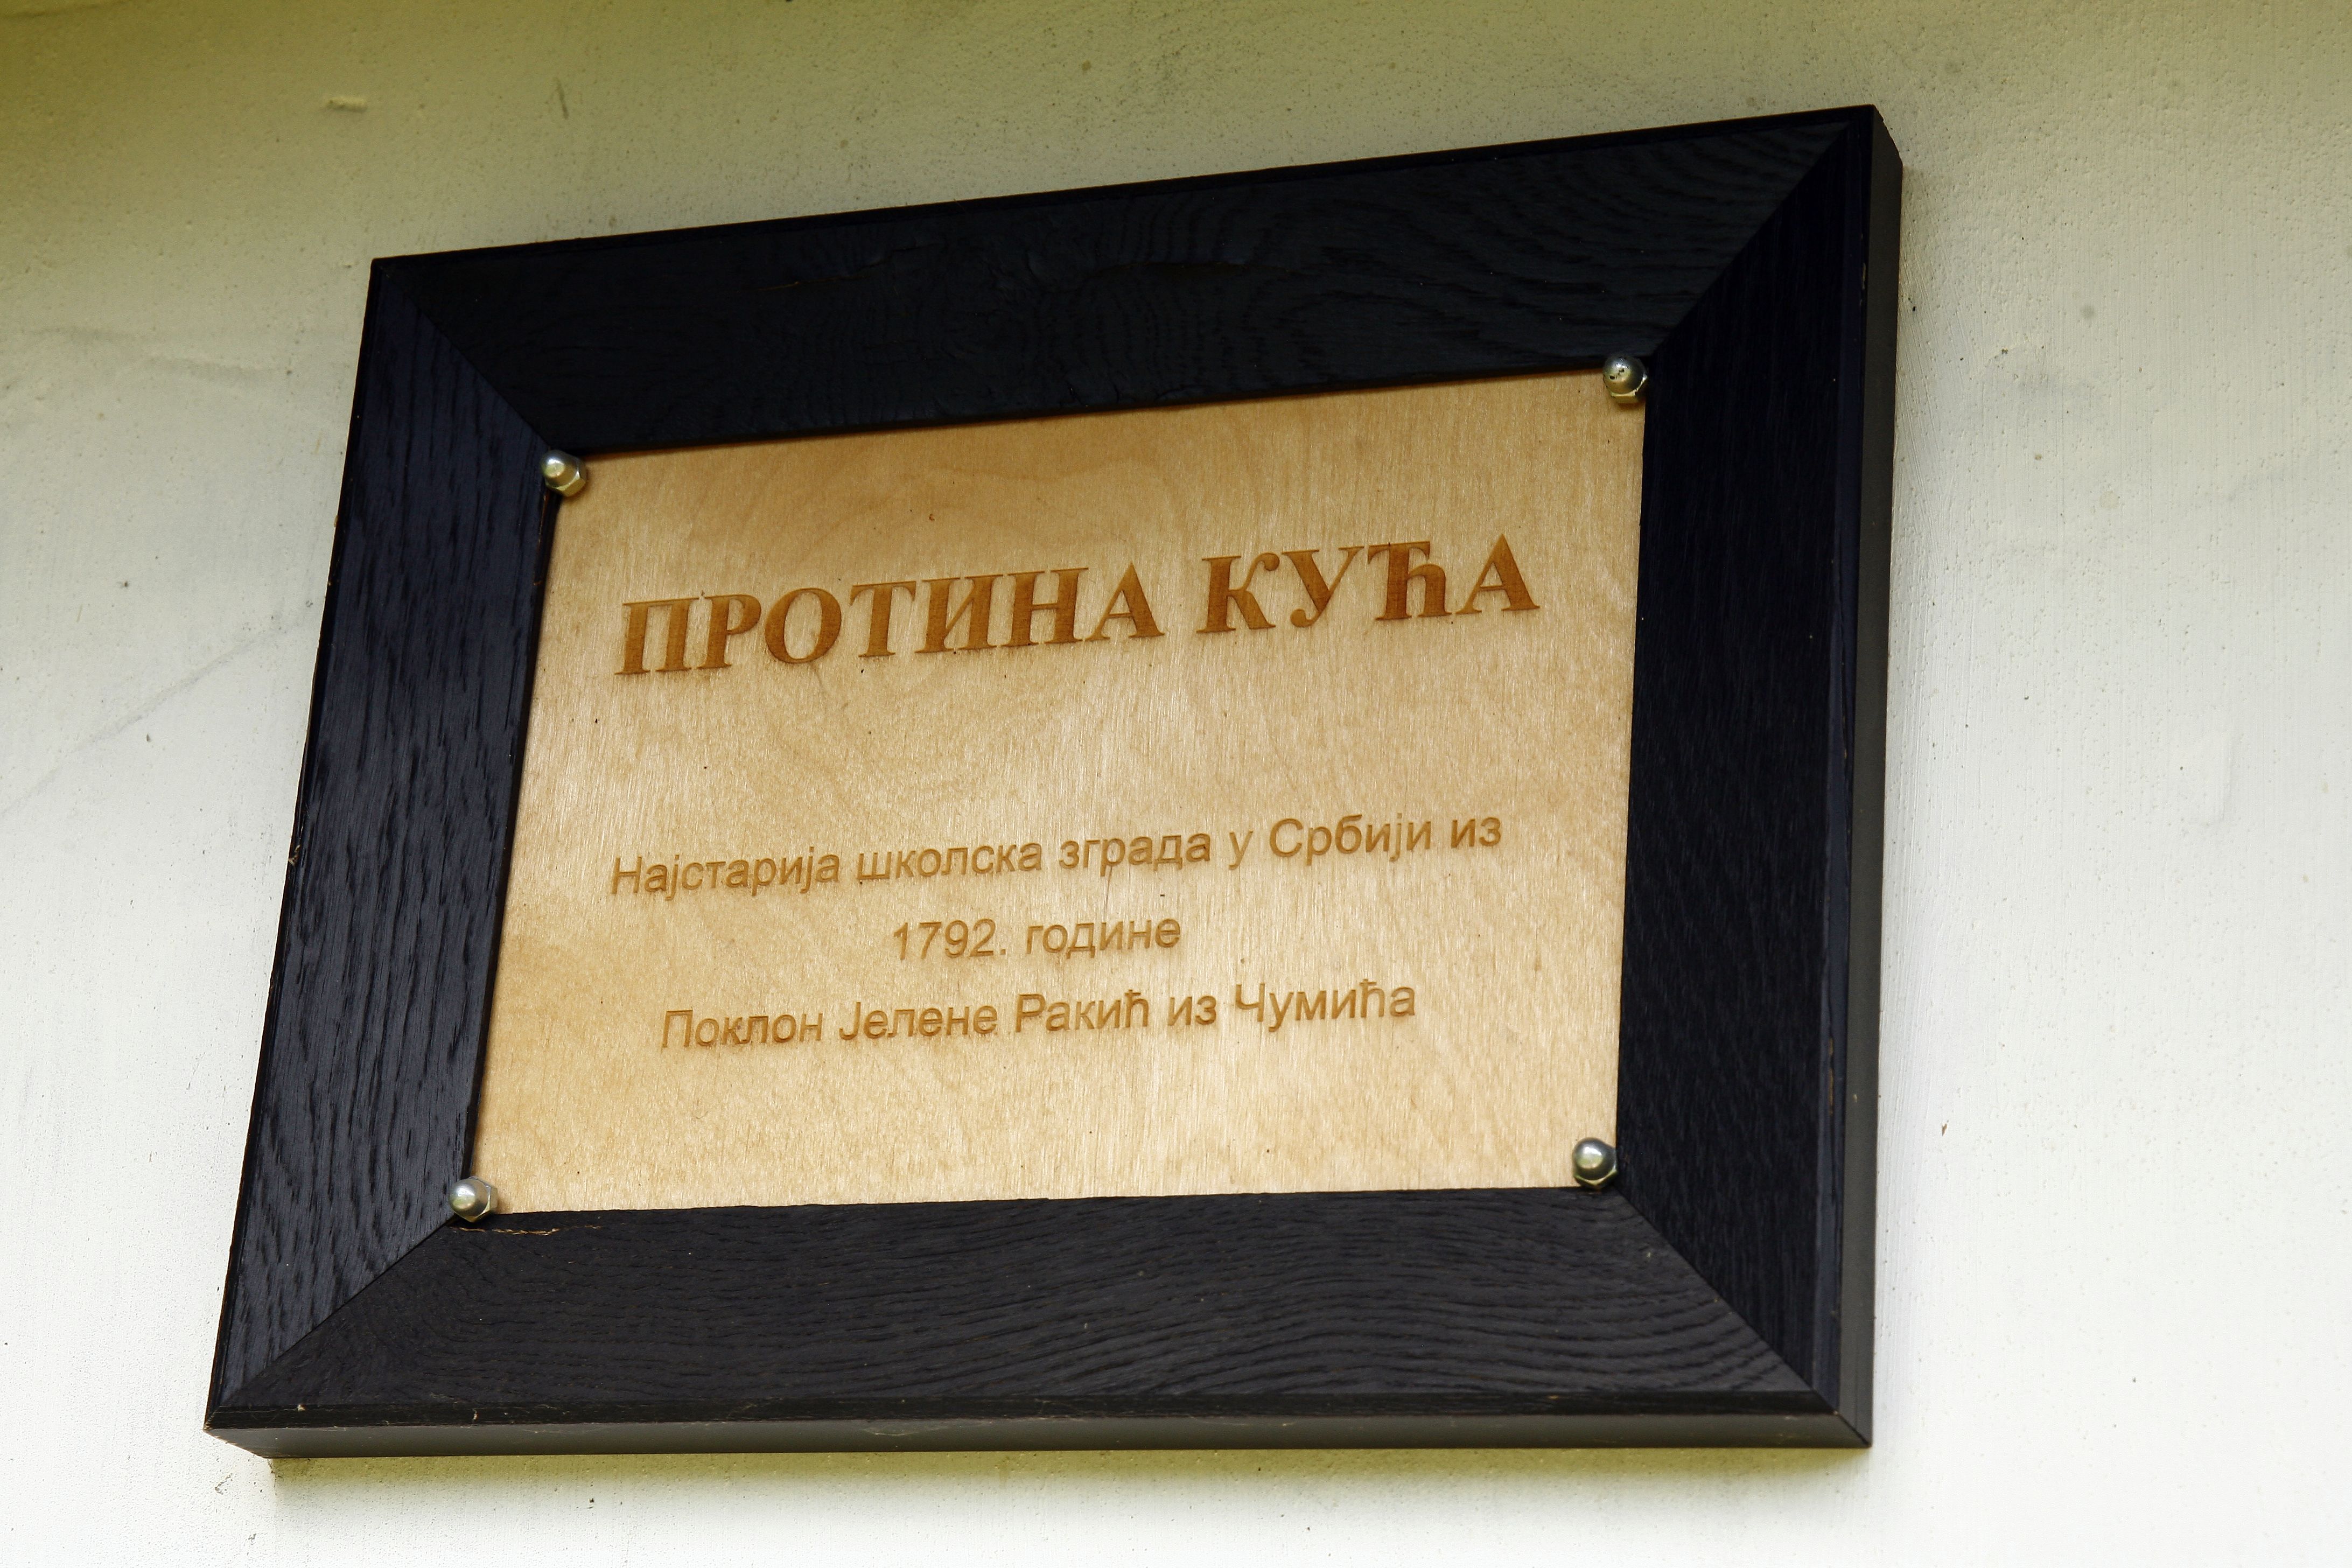 ПРОТИНА КУЋА
Најстарија школска зграда у Србији из
1792. године
Поклон Јелене Ракић из Чумића